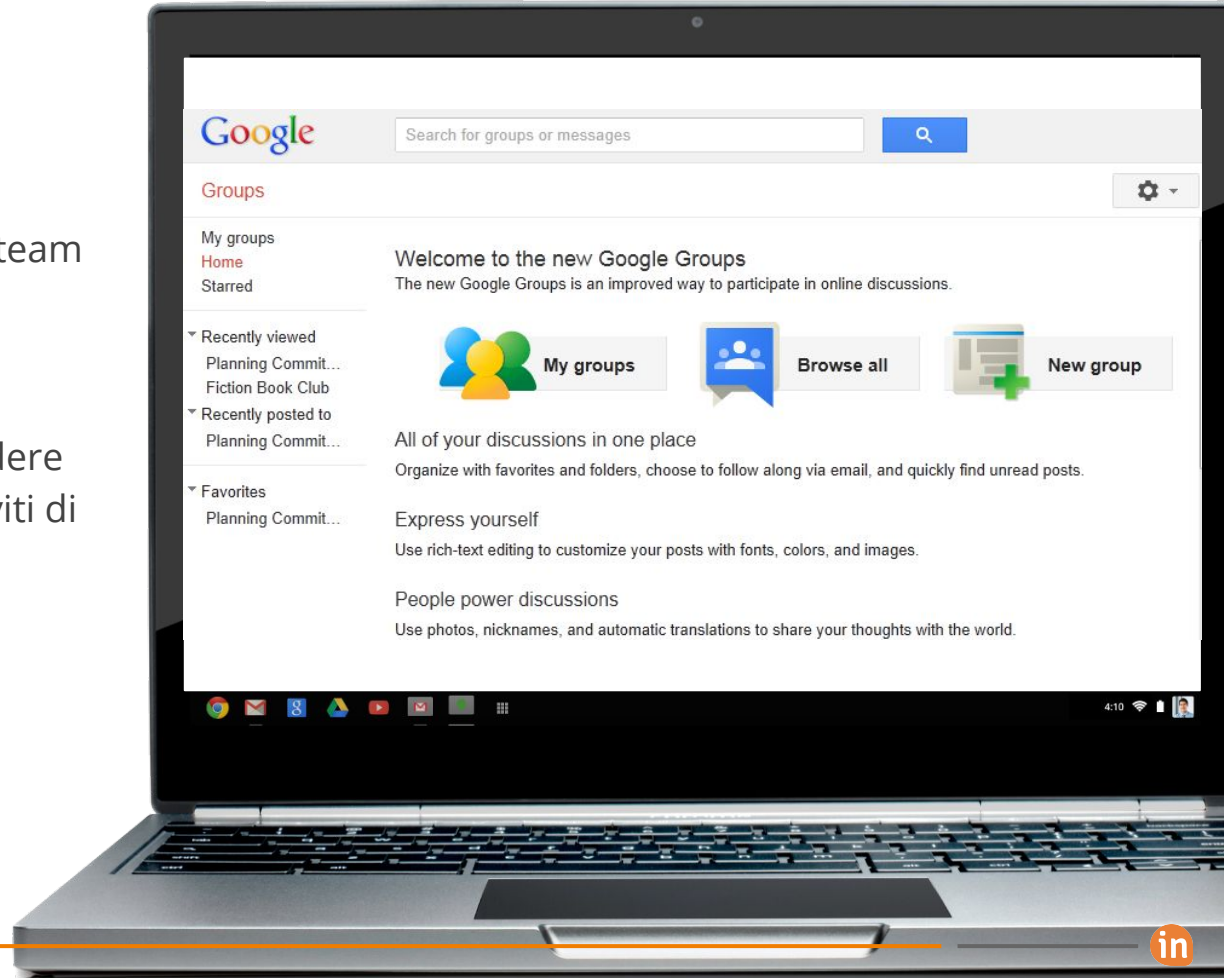 team
Google
Search for groups or messages
Groups
My groups
Home
Starred
Welcome to the new Google Groups
The new Google Groups is an improved way to participate in online discussions.
Recently viewed
Planning Commit...
Fiction Book Club
Recently posted to
Planning Commit...
Favorites
Planning Commit...
My groups
Browse all
New group
All of your discussions in one place
Organize with favorites and folders, choose to follow along via email, and quickly find unread posts.
Express yourself
Use rich-text editing to customize your posts with fonts, colors, and images.
People power discussions
Use photos, nicknames, and automatic translations to share your thoughts with the world.
di
8
4:10
in